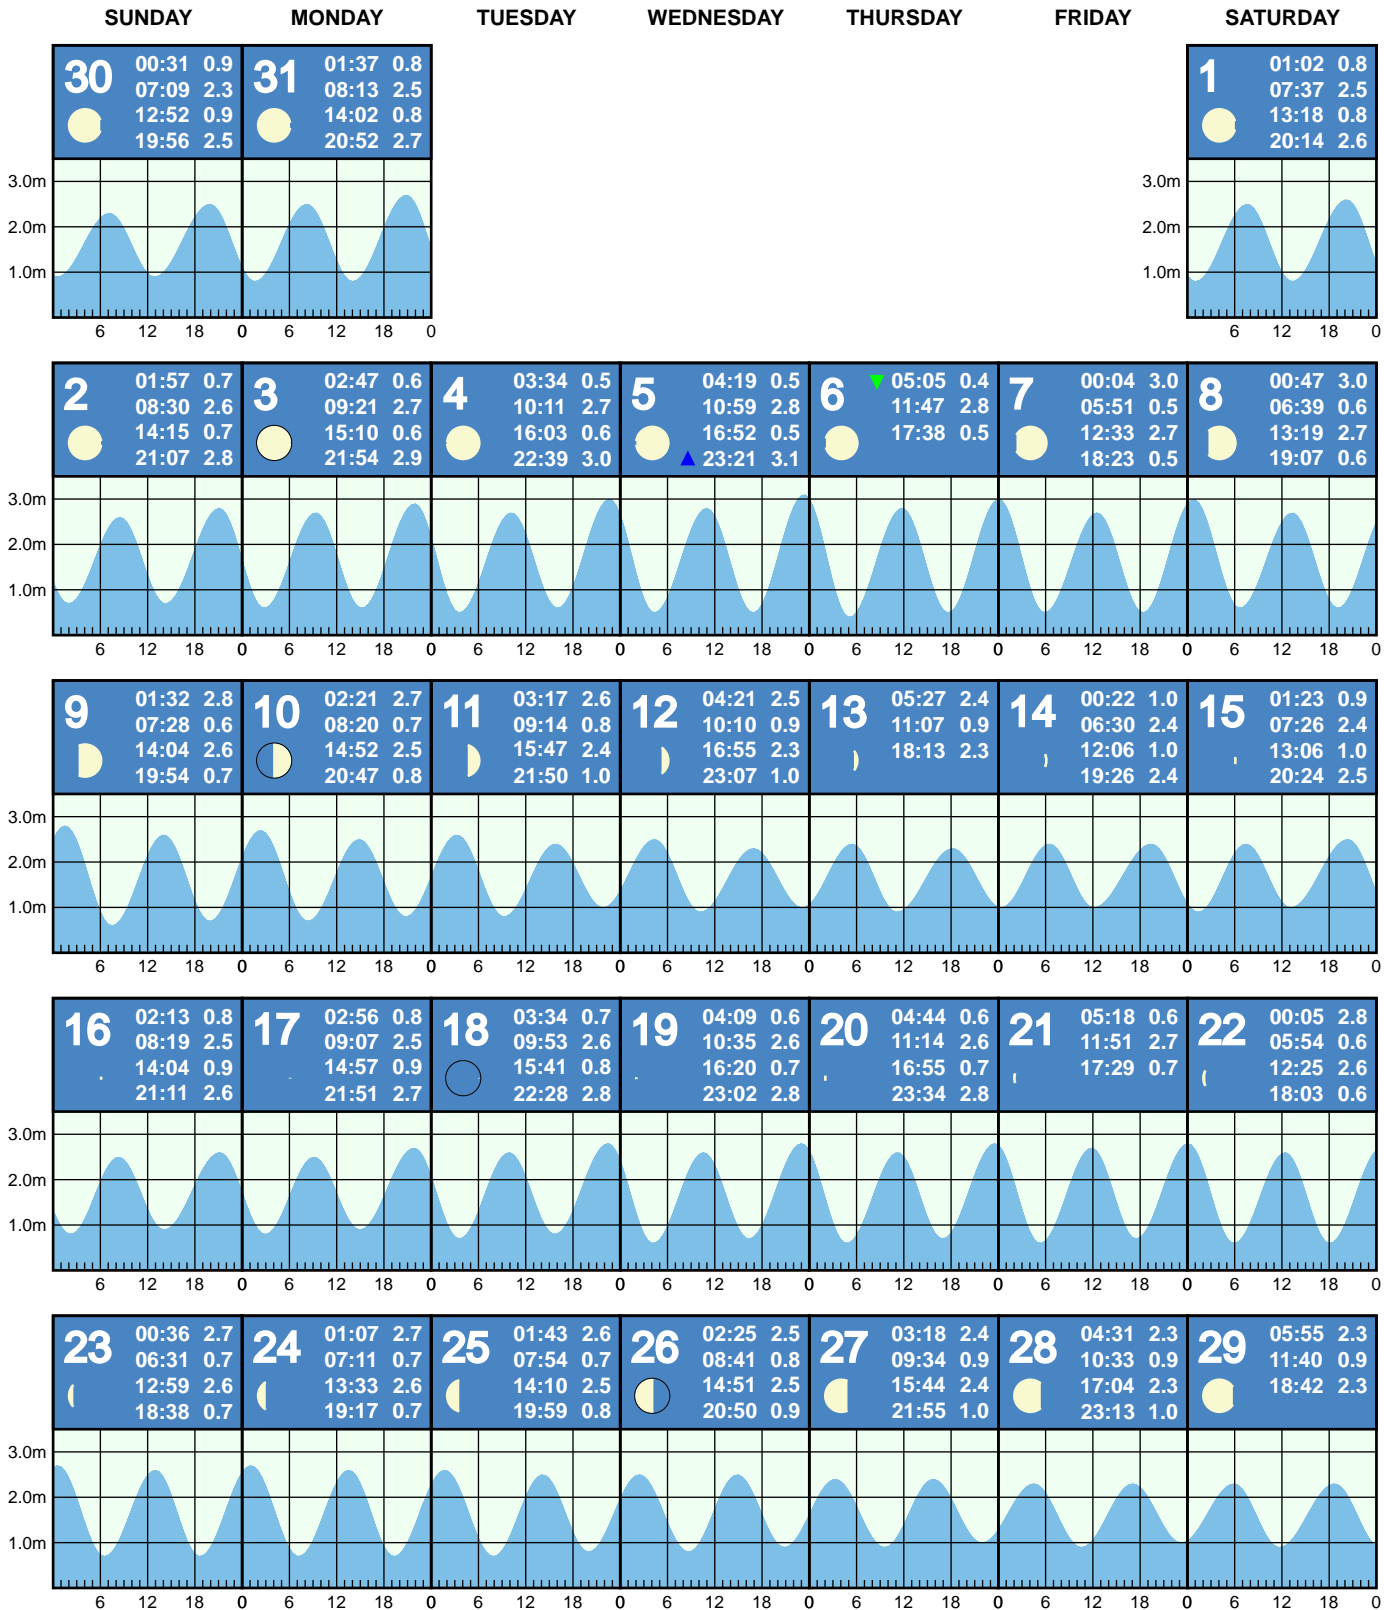 SUNDAY MONDAY TUESDAY WEDNESDAY THURSDAY FRIDAY SATURDAY
30 00:31 0.9
07:09 2.3
12:52 0.9
19:56 2.5
31 01:37 0.8
08:13 2.5
14:02 0.8
20:52 2.7
1 01:02 0.8
07:37 2.5
13:18 0.8
20:14 2.6
3.0m 3.0m
2.0m 2.0m
1.0m 1.0m
6 12 18 0 6 12 18 0 6 12 18 0
2 01:57 0.7
08:30 2.6
14:15 0.7
21:07 2.8
3 02:47 0.6
09:21 2.7
15:10 0.6
21:54 2.9
4 03:34 0.5
10:11 2.7
16:03 0.6
22:39 3.0
5 04:19 0.5
10:59 2.8
16:52 0.5
23:21 3.1
6 05:05 0.4
11:47 2.8
17:38 0.5
7 00:04 3.0
05:51 0.5
12:33 2.7
18:23 0.5
8 00:47 3.0
06:39 0.6
13:19 2.7
19:07 0.6
3.0m
2.0m
1.0m
6 12 18 0 6 12 18 0 6 12 18 0 6 12 18 0 6 12 18 0 6 12 18 0 6 12 18 0
9 01:32 2.8
07:28 0.6
14:04 2.6
19:54 0.7
10 02:21 2.7
08:20 0.7
14:52 2.5
20:47 0.8
11 03:17 2.6
09:14 0.8
15:47 2.4
21:50 1.0
12 04:21 2.5
10:10 0.9
16:55 2.3
23:07 1.0
13 05:27 2.4
11:07 0.9
18:13 2.3
14 00:22 1.0
06:30 2.4
12:06 1.0
19:26 2.4
15 01:23 0.9
07:26 2.4
13:06 1.0
20:24 2.5
3.0m
2.0m
1.0m
6 12 18 0 6 12 18 0 6 12 18 0 6 12 18 0 6 12 18 0 6 12 18 0 6 12 18 0
16 02:13 0.8
08:19 2.5
14:04 0.9
21:11 2.6
17 02:56 0.8
09:07 2.5
14:57 0.9
21:51 2.7
18 03:34 0.7
09:53 2.6
15:41 0.8
22:28 2.8
19 04:09 0.6
10:35 2.6
16:20 0.7
23:02 2.8
20 04:44 0.6
11:14 2.6
16:55 0.7
23:34 2.8
21 05:18 0.6
11:51 2.7
17:29 0.7
22 00:05 2.8
05:54 0.6
12:25 2.6
18:03 0.6
3.0m
2.0m
1.0m
6 12 18 0 6 12 18 0 6 12 18 0 6 12 18 0 6 12 18 0 6 12 18 0 6 12 18 0
23 00:36 2.7
06:31 0.7
12:59 2.6
18:38 0.7
24 01:07 2.7
07:11 0.7
13:33 2.6
19:17 0.7
25 01:43 2.6
07:54 0.7
14:10 2.5
19:59 0.8
26 02:25 2.5
08:41 0.8
14:51 2.5
20:50 0.9
27 03:18 2.4
09:34 0.9
15:44 2.4
21:55 1.0
28 04:31 2.3
10:33 0.9
17:04 2.3
23:13 1.0
29 05:55 2.3
11:40 0.9
18:42 2.3
3.0m
2.0m
1.0m
6 12 18 0 6 12 18 0 6 12 18 0 6 12 18 0 6 12 18 0 6 12 18 0 6 12 18 0